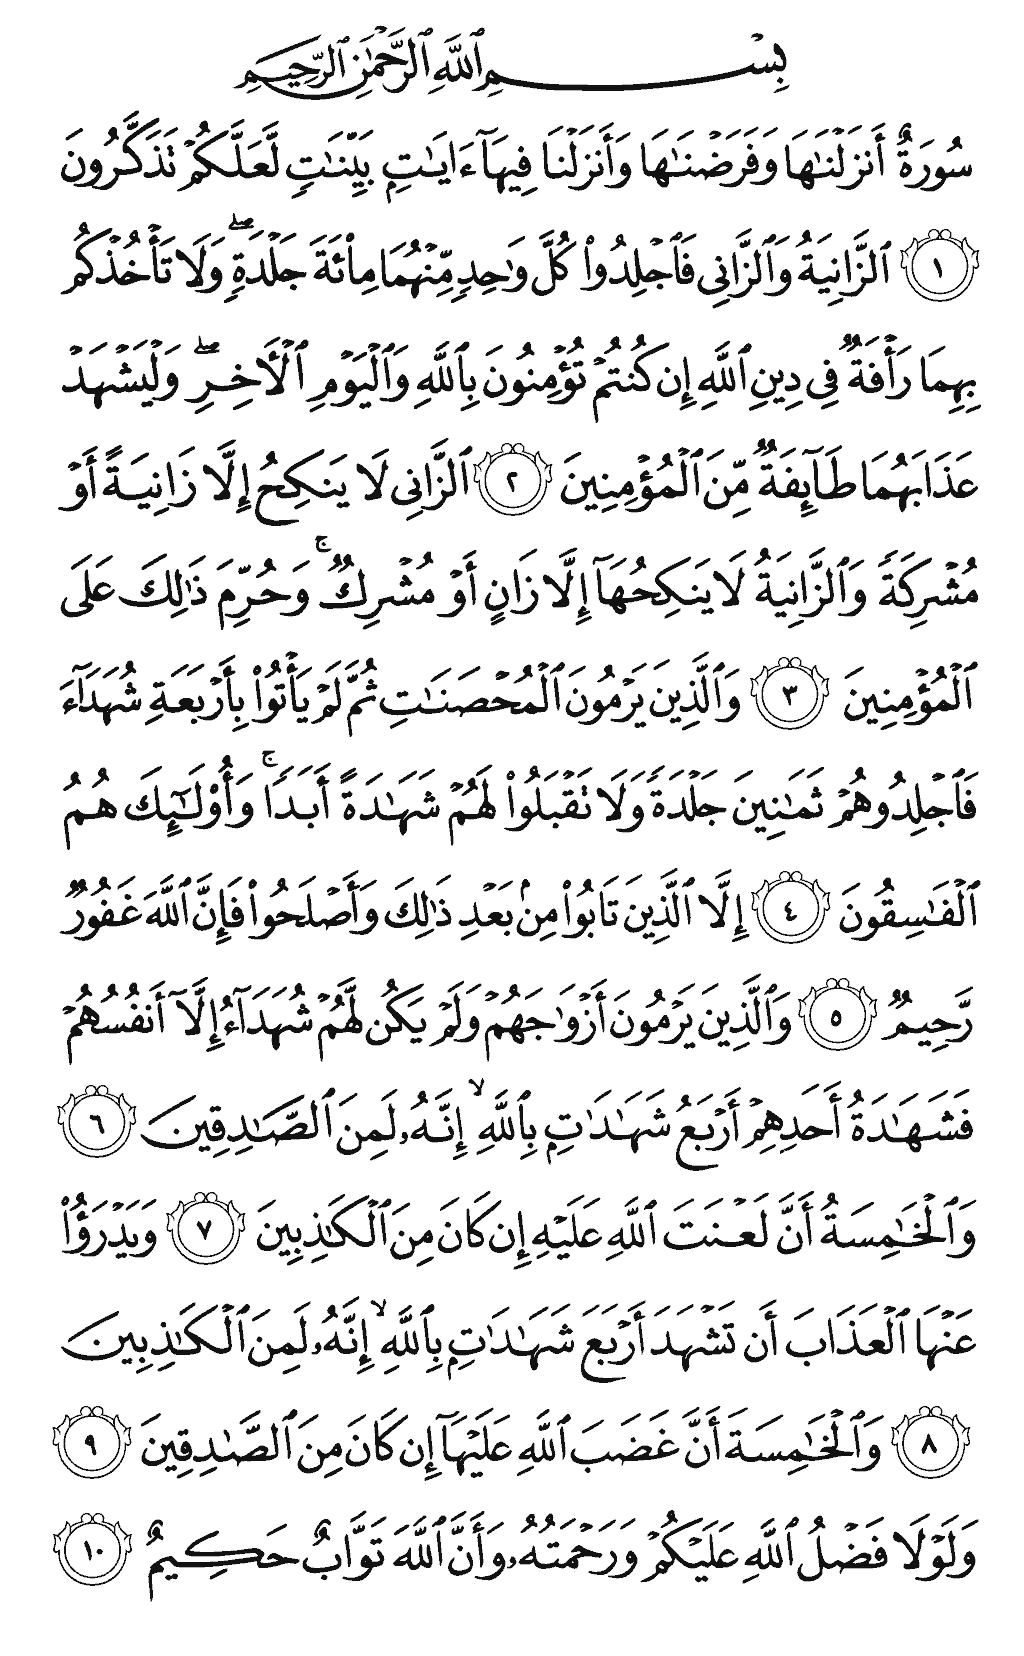 بِسْمِ ٱللَّهِ ٱلرَّحْمَٰنِ ٱلرَّحِيمِ
سُورَةٌ أَنزَلْنَٰهَا وَفَرَضْنَٰهَا وَأَنزَلْنَا فِيهَآ ءَايَٰتٍۭ بَيِّنَٰتٍ لَّعَلَّكُمْ تَذَكَّرُونَ
١ ٱلزَّانِيَةُ وَٱلزَّانِى فَٱجْلِدُوا۟ كُلَّ وَٰحِدٍ مِّنْهُمَا مِا۟ئَةَ جَلْدَةٍ ۖ وَلَا تَأْخُذْكُم
بِهِمَا رَأْفَةٌ فِى دِينِ ٱللَّهِ إِن كُنتُمْ تُؤْمِنُونَ بِٱللَّهِ وَٱلْيَوْمِ ٱلْأَخِرِ ۖ وَلْيَشْهَدْ
عَذَابَهُمَا طَآئِفَةٌ مِّنَ ٱلْمُؤْمِنِينَ ٢ ٱلزَّانِى لَا يَنكِحُ إِلَّا زَانِيَةً أَوْ
مُشْرِكَةً وَٱلزَّانِيَةُ لَا يَنكِحُهَآ إِلَّا زَانٍ أَوْ مُشْرِكٌ ۚ وَحُرِّمَ ذَٰلِكَ عَلَى
ٱلْمُؤْمِنِينَ ٣ وَٱلَّذِينَ يَرْمُونَ ٱلْمُحْصَنَٰتِ ثُمَّ لَمْ يَأْتُوا۟ بِأَرْبَعَةِ شُهَدَآءَ
فَٱجْلِدُوهُمْ ثَمَٰنِينَ جَلْدَةً وَلَا تَقْبَلُوا۟ لَهُمْ شَهَٰدَةً أَبَدًا ۚ وَأُو۟لَٰٓئِكَ هُمُ
ٱلْفَٰسِقُونَ ٤ إِلَّا ٱلَّذِينَ تَابُوا۟ مِنۢ بَعْدِ ذَٰلِكَ وَأَصْلَحُوا۟ فَإِنَّ ٱللَّهَ غَفُورٌ
رَّحِيمٌ ٥ وَٱلَّذِينَ يَرْمُونَ أَزْوَٰجَهُمْ وَلَمْ يَكُن لَّهُمْ شُهَدَآءُ إِلَّآ أَنفُسُهُمْ
فَشَهَٰدَةُ أَحَدِهِمْ أَرْبَعُ شَهَٰدَٰتٍۭ بِٱللَّهِ ۙ إِنَّهُۥ لَمِنَ ٱلصَّٰدِقِينَ ٦
وَٱلْخَٰمِسَةُ أَنَّ لَعْنَتَ ٱللَّهِ عَلَيْهِ إِن كَانَ مِنَ ٱلْكَٰذِبِينَ ٧ وَيَدْرَؤُا۟
عَنْهَا ٱلْعَذَابَ أَن تَشْهَدَ أَرْبَعَ شَهَٰدَٰتٍۭ بِٱللَّهِ ۙ إِنَّهُۥ لَمِنَ ٱلْكَٰذِبِينَ
٨ وَٱلْخَٰمِسَةَ أَنَّ غَضَبَ ٱللَّهِ عَلَيْهَآ إِن كَانَ مِنَ ٱلصَّٰدِقِينَ ٩
وَلَوْلَا فَضْلُ ٱللَّهِ عَلَيْكُمْ وَرَحْمَتُهُۥ وَأَنَّ ٱللَّهَ تَوَّابٌ حَكِيمٌ ١٠